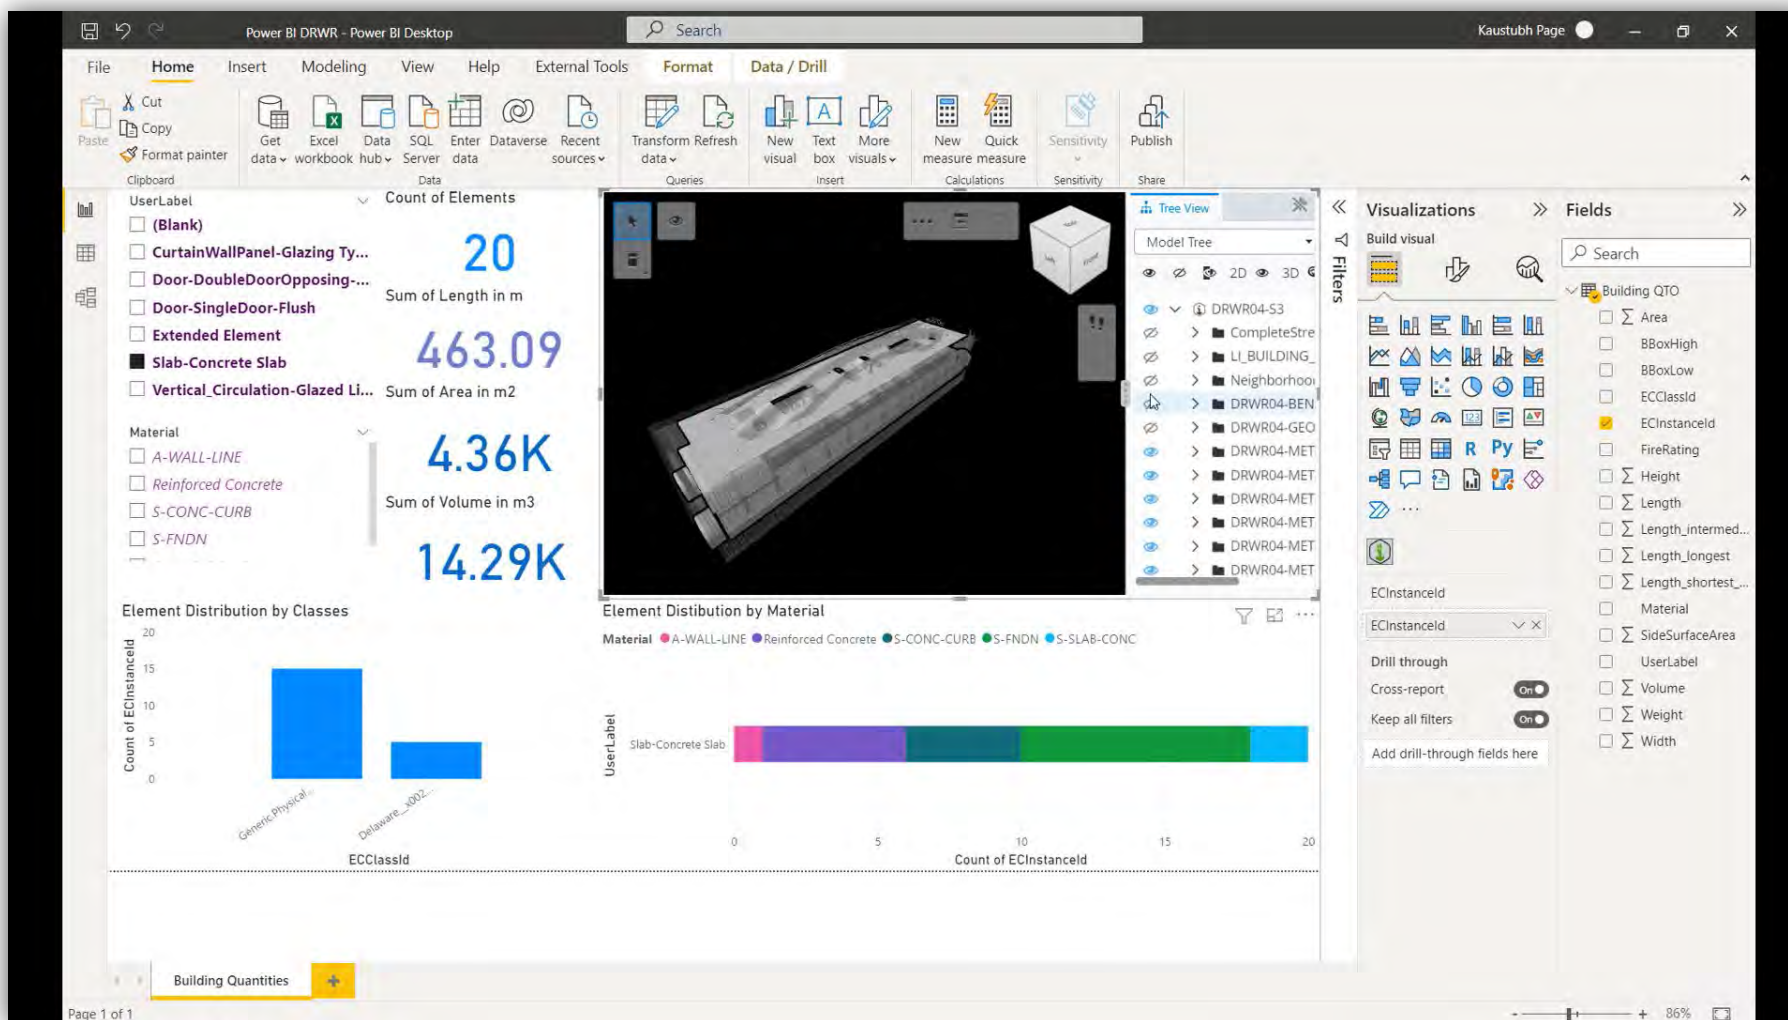 Power BI DRWR - Power BI Desktop
Search
Kaustubh Page
File Home Insert Modeling View Help External Tools Format Data / Drill
Paste
Cut
Copy
Format painter
Clipboard
Get data
Excel workbook
Data hub
SQL Server
Enter data
Dataverse
Recent sources
Data
Transform data
Refresh
Queries
New visual
Text box
More visuals
Insert
New measure
Quick measure
Calculations
Sensitivity
Sensitivity
Publish
Share
UserLabel
(Blank)
CurtainWallPanel-Glazing Ty...
Door-DoubleDoorOpposing-...
Door-SingleDoor-Flush
Extended Element
Slab-Concrete Slab
Vertical_Circulation-Glazed Li...
Material
A-WALL-LINE
Reinforced Concrete
S-CONC-CURB
S-FNDN
Count of Elements
20
Sum of Length in m
463.09
Sum of Area in m2
4.36K
Sum of Volume in m3
14.29K
Front
Tree View
Model Tree
2D 3D
DRWR04-S3
CompleteStre
LI_BUILDING_
Neighborhoo
DRWR04-BEN
DRWR04-GEO
DRWR04-MET
DRWR04-MET
DRWR04-MET
DRWR04-MET
DRWR04-MET
DRWR04-MET
Filters
Element Distribution by Classes
Count of ECInstanceId
20
15
10
5
0
Generic.Physical...
Delaware__x002...
ECClassId
Element Distibution by Material
Material A-WALL-LINE Reinforced Concrete S-CONC-CURB S-FNDN S-SLAB-CONC
UserLabel
Slab-Concrete Slab
0 5 10 15 20
Count of ECInstanceId
Visualizations
Build visual
123
R Py
...
ECInstanceId
ECInstanceId
Drill through
Cross-report On
Keep all filters On
Add drill-through fields here
Fields
Search
Building QTO
Area
BBoxHigh
BBoxLow
ECClassId
ECInstanceId
FireRating
Height
Length
Length_intermed...
Length_longest
Length_shortest_...
Material
SideSurfaceArea
UserLabel
Volume
Weight
Width
Building Quantities
Page 1 of 1
86%